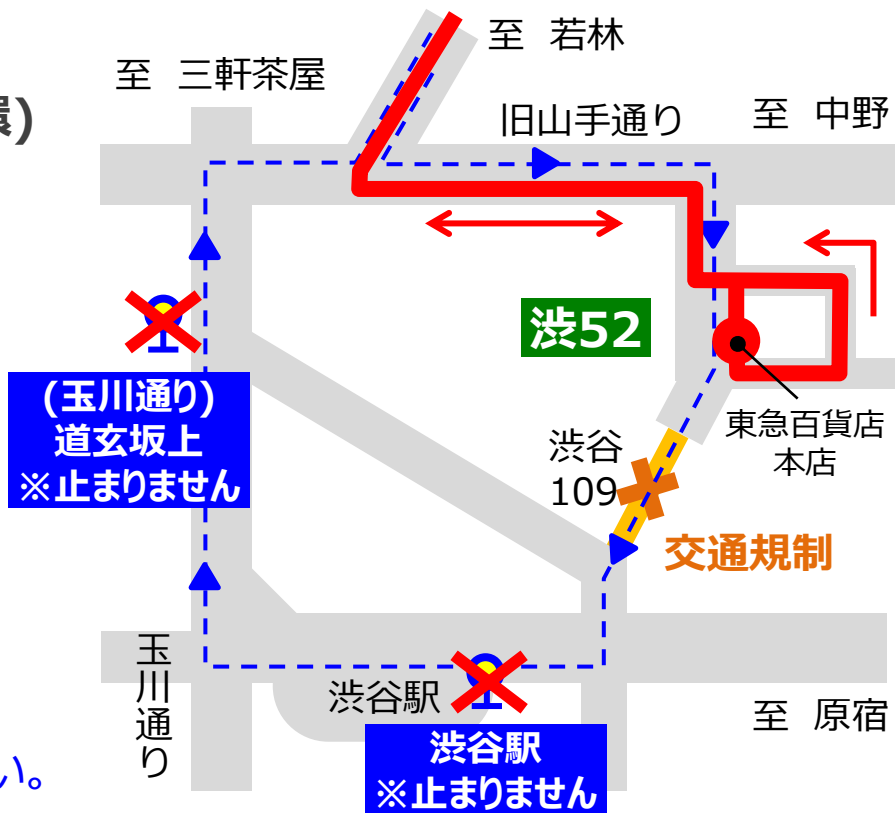 至 若林
至 三軒茶屋
環)
旧山手通り
至 中野
渋52
(玉川通り)
道玄坂上
※止まりません
東急百貨店
本店
渋谷
109
交通規制
玉川通り
渋谷駅
至 原宿
渋谷駅
※止まりません
い。